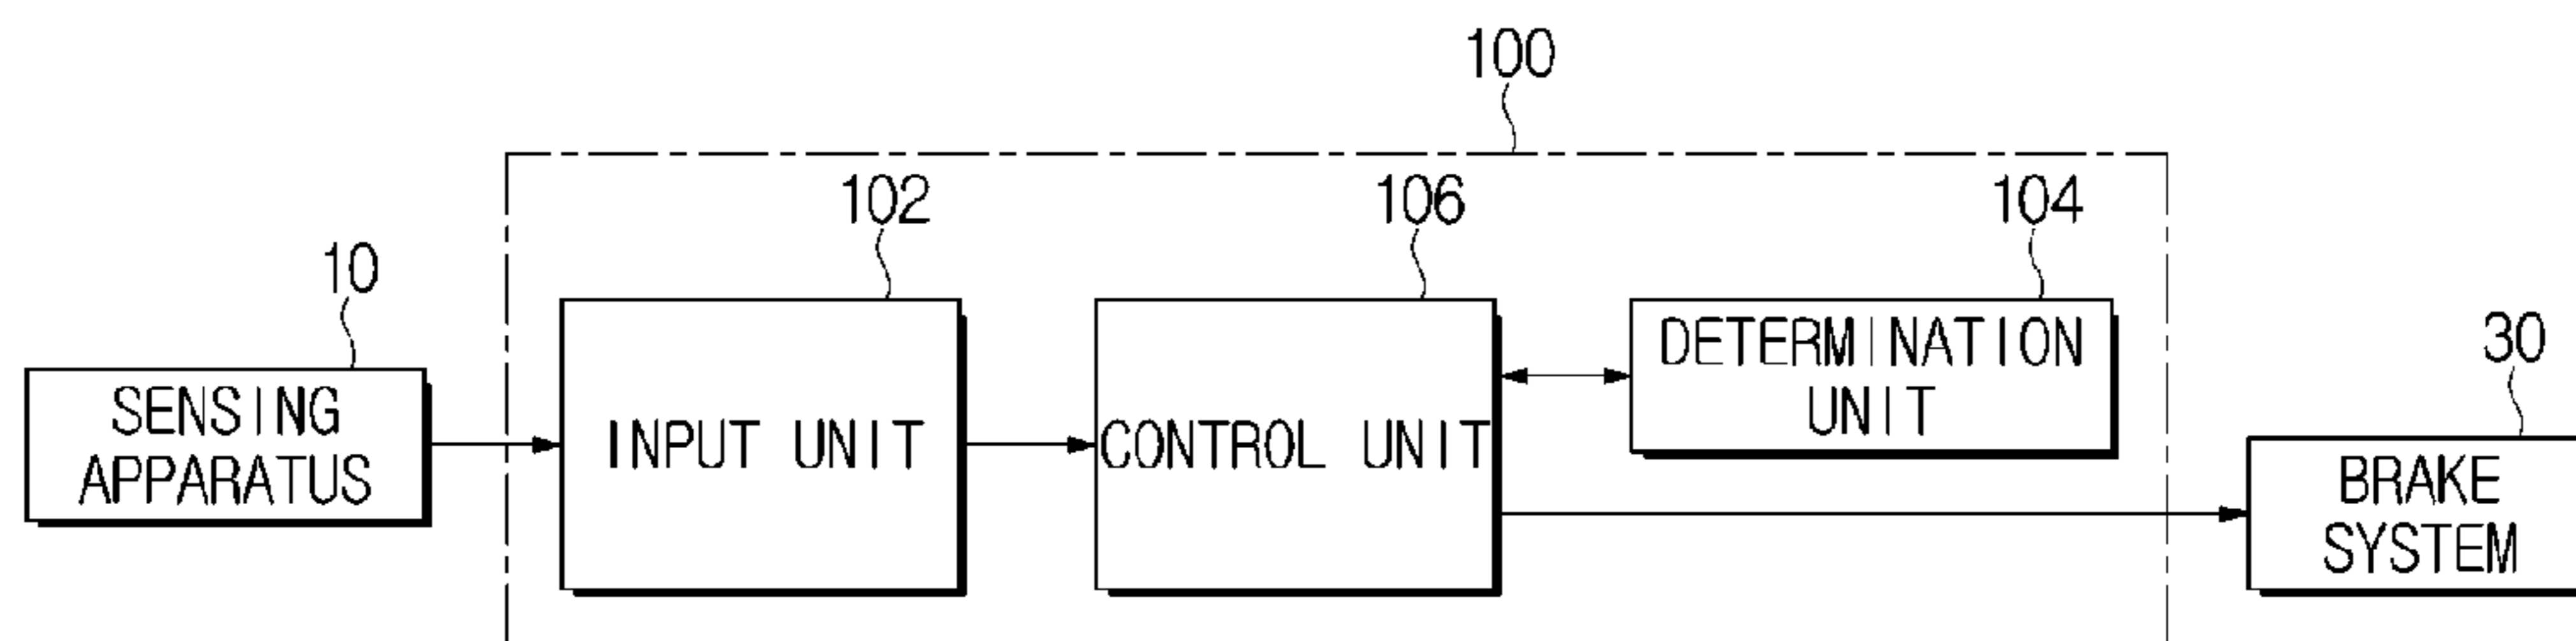 100
102
106
104
10
30
SENSING
APPARATUS
INPUT UNIT
CONTROL UNIT
DETERMINATION
UNIT
BRAKE
SYSTEM